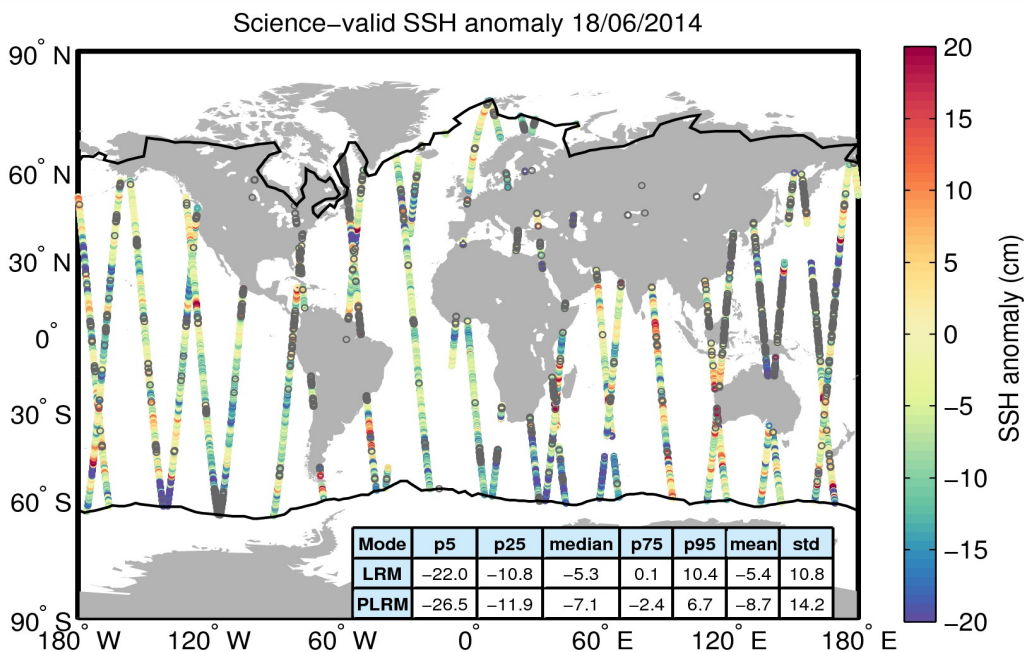 Science−valid SSH anomaly 18/06/2014
90° N
60° N
30° N
0°
30° S
60° S
90° S
180° W
120° W
60° W
0°
60° E
120° E
180° E
Mode p5 p25 median p75 p95 mean std
LRM −22.0 −10.8 −5.3 0.1 10.4 −5.4 10.8
PLRM −26.5 −11.9 −7.1 −2.4 6.7 −8.7 14.2
20
15
10
5
0
−5
−10
−15
−20
SSH anomaly (cm)